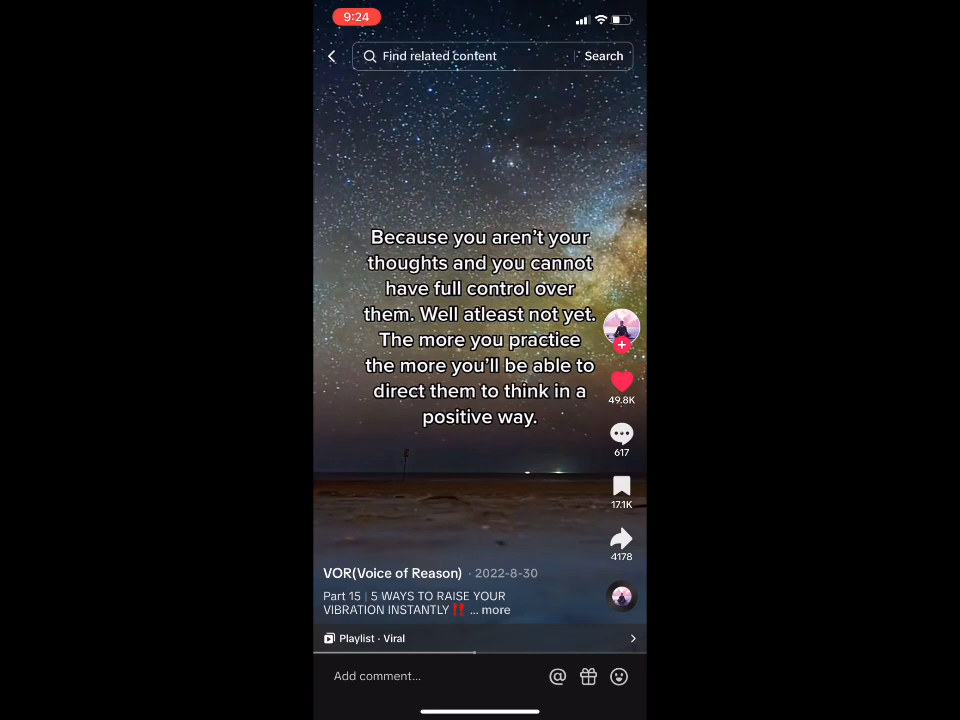 9:24
Find related content
Search
Because you aren't your
thoughts and you cannot
have full control over
them. Well atleast not yet.
The more you practice
the more you'll be able to
direct them to think in a
positive way.
49.8K
617
17.1K
4178
VOR(Voice of Reason) · 2022-8-30
Part 15 | 5 WAYS TO RAISE YOUR
VIBRATION INSTANTLY‼️ ... more
Playlist · Viral
Add comment...